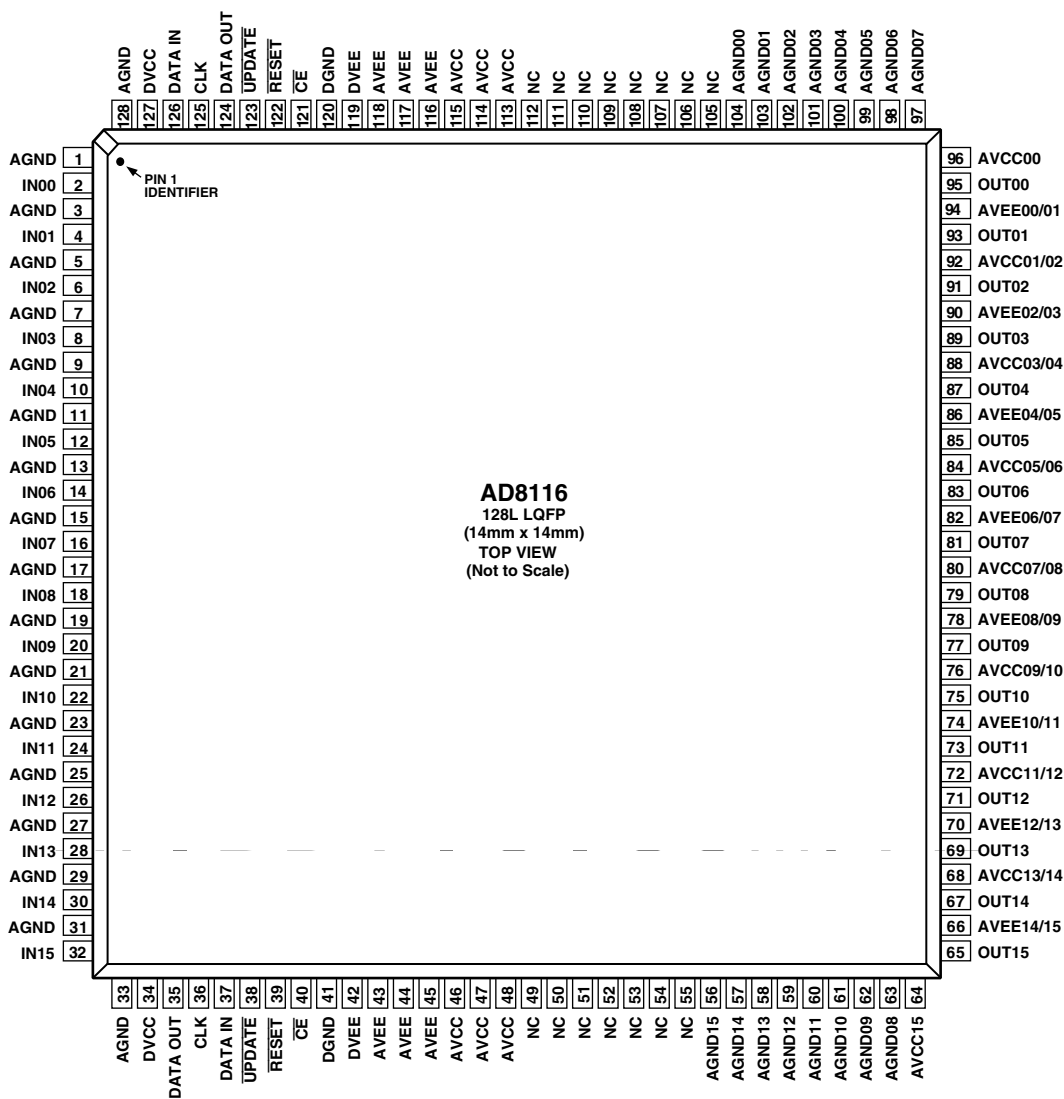 AGND
DVCC
DATA IN
CLK
DATA OUT
UPDATE
RESET
CE
DGND
DVEE
AVEE
AVEE
AVEE
AVCC
AVCC
AVCC
NC
NC
NC
NC
NC
NC
NC
NC
AGND00
AGND01
AGND02
AGND03
AGND04
AGND05
AGND06
AGND07
128
127
126
125
124
123
122
121
120
119
118
117
116
115
114
113
112
111
110
109
108
107
106
105
104
103
102
101
100
99
98
97
AGND 1
IN00 2
AGND 3
IN01 4
AGND 5
IN02 6
AGND 7
IN03 8
AGND 9
IN04 10
AGND 11
IN05 12
AGND 13
IN06 14
AGND 15
IN07 16
AGND 17
IN08 18
AGND 19
IN09 20
AGND 21
IN10 22
AGND 23
IN11 24
AGND 25
IN12 26
AGND 27
IN13 28
AGND 29
IN14 30
AGND 31
IN15 32
PIN 1
IDENTIFIER
AD8116
128L LQFP
(14mm x 14mm)
TOP VIEW
(Not to Scale)
96 AVCC00
95 OUT00
94 AVEE00/01
93 OUT01
92 AVCC01/02
91 OUT02
90 AVEE02/03
89 OUT03
88 AVCC03/04
87 OUT04
86 AVEE04/05
85 OUT05
84 AVCC05/06
83 OUT06
82 AVEE06/07
81 OUT07
80 AVCC07/08
79 OUT08
78 AVEE08/09
77 OUT09
76 AVCC09/10
75 OUT10
74 AVEE10/11
73 OUT11
72 AVCC11/12
71 OUT12
70 AVEE12/13
69 OUT13
68 AVCC13/14
67 OUT14
66 AVEE14/15
65 OUT15
33
34
35
36
37
38
39
40
41
42
43
44
45
46
47
48
49
50
51
52
53
54
55
56
57
58
59
60
61
62
63
64
AGND
DVCC
DATA OUT
CLK
DATA IN
UPDATE
RESET
CE
DGND
DVEE
AVEE
AVEE
AVEE
AVCC
AVCC
AVCC
NC
NC
NC
NC
NC
NC
NC
AGND15
AGND14
AGND13
AGND12
AGND11
AGND10
AGND09
AGND08
AVCC15